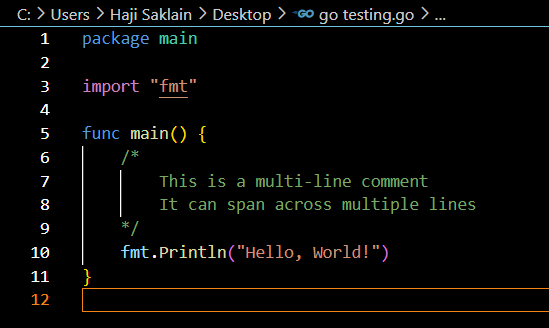 C: > Users > Haji Saklain > Desktop > GO go testing.go > ...
1 package main
2
3 import "fmt"
4
5 func main() {
6 /*
7 This is a multi-line comment
8 It can span across multiple lines
9 */
10 fmt.Println("Hello, World!")
11 }
12